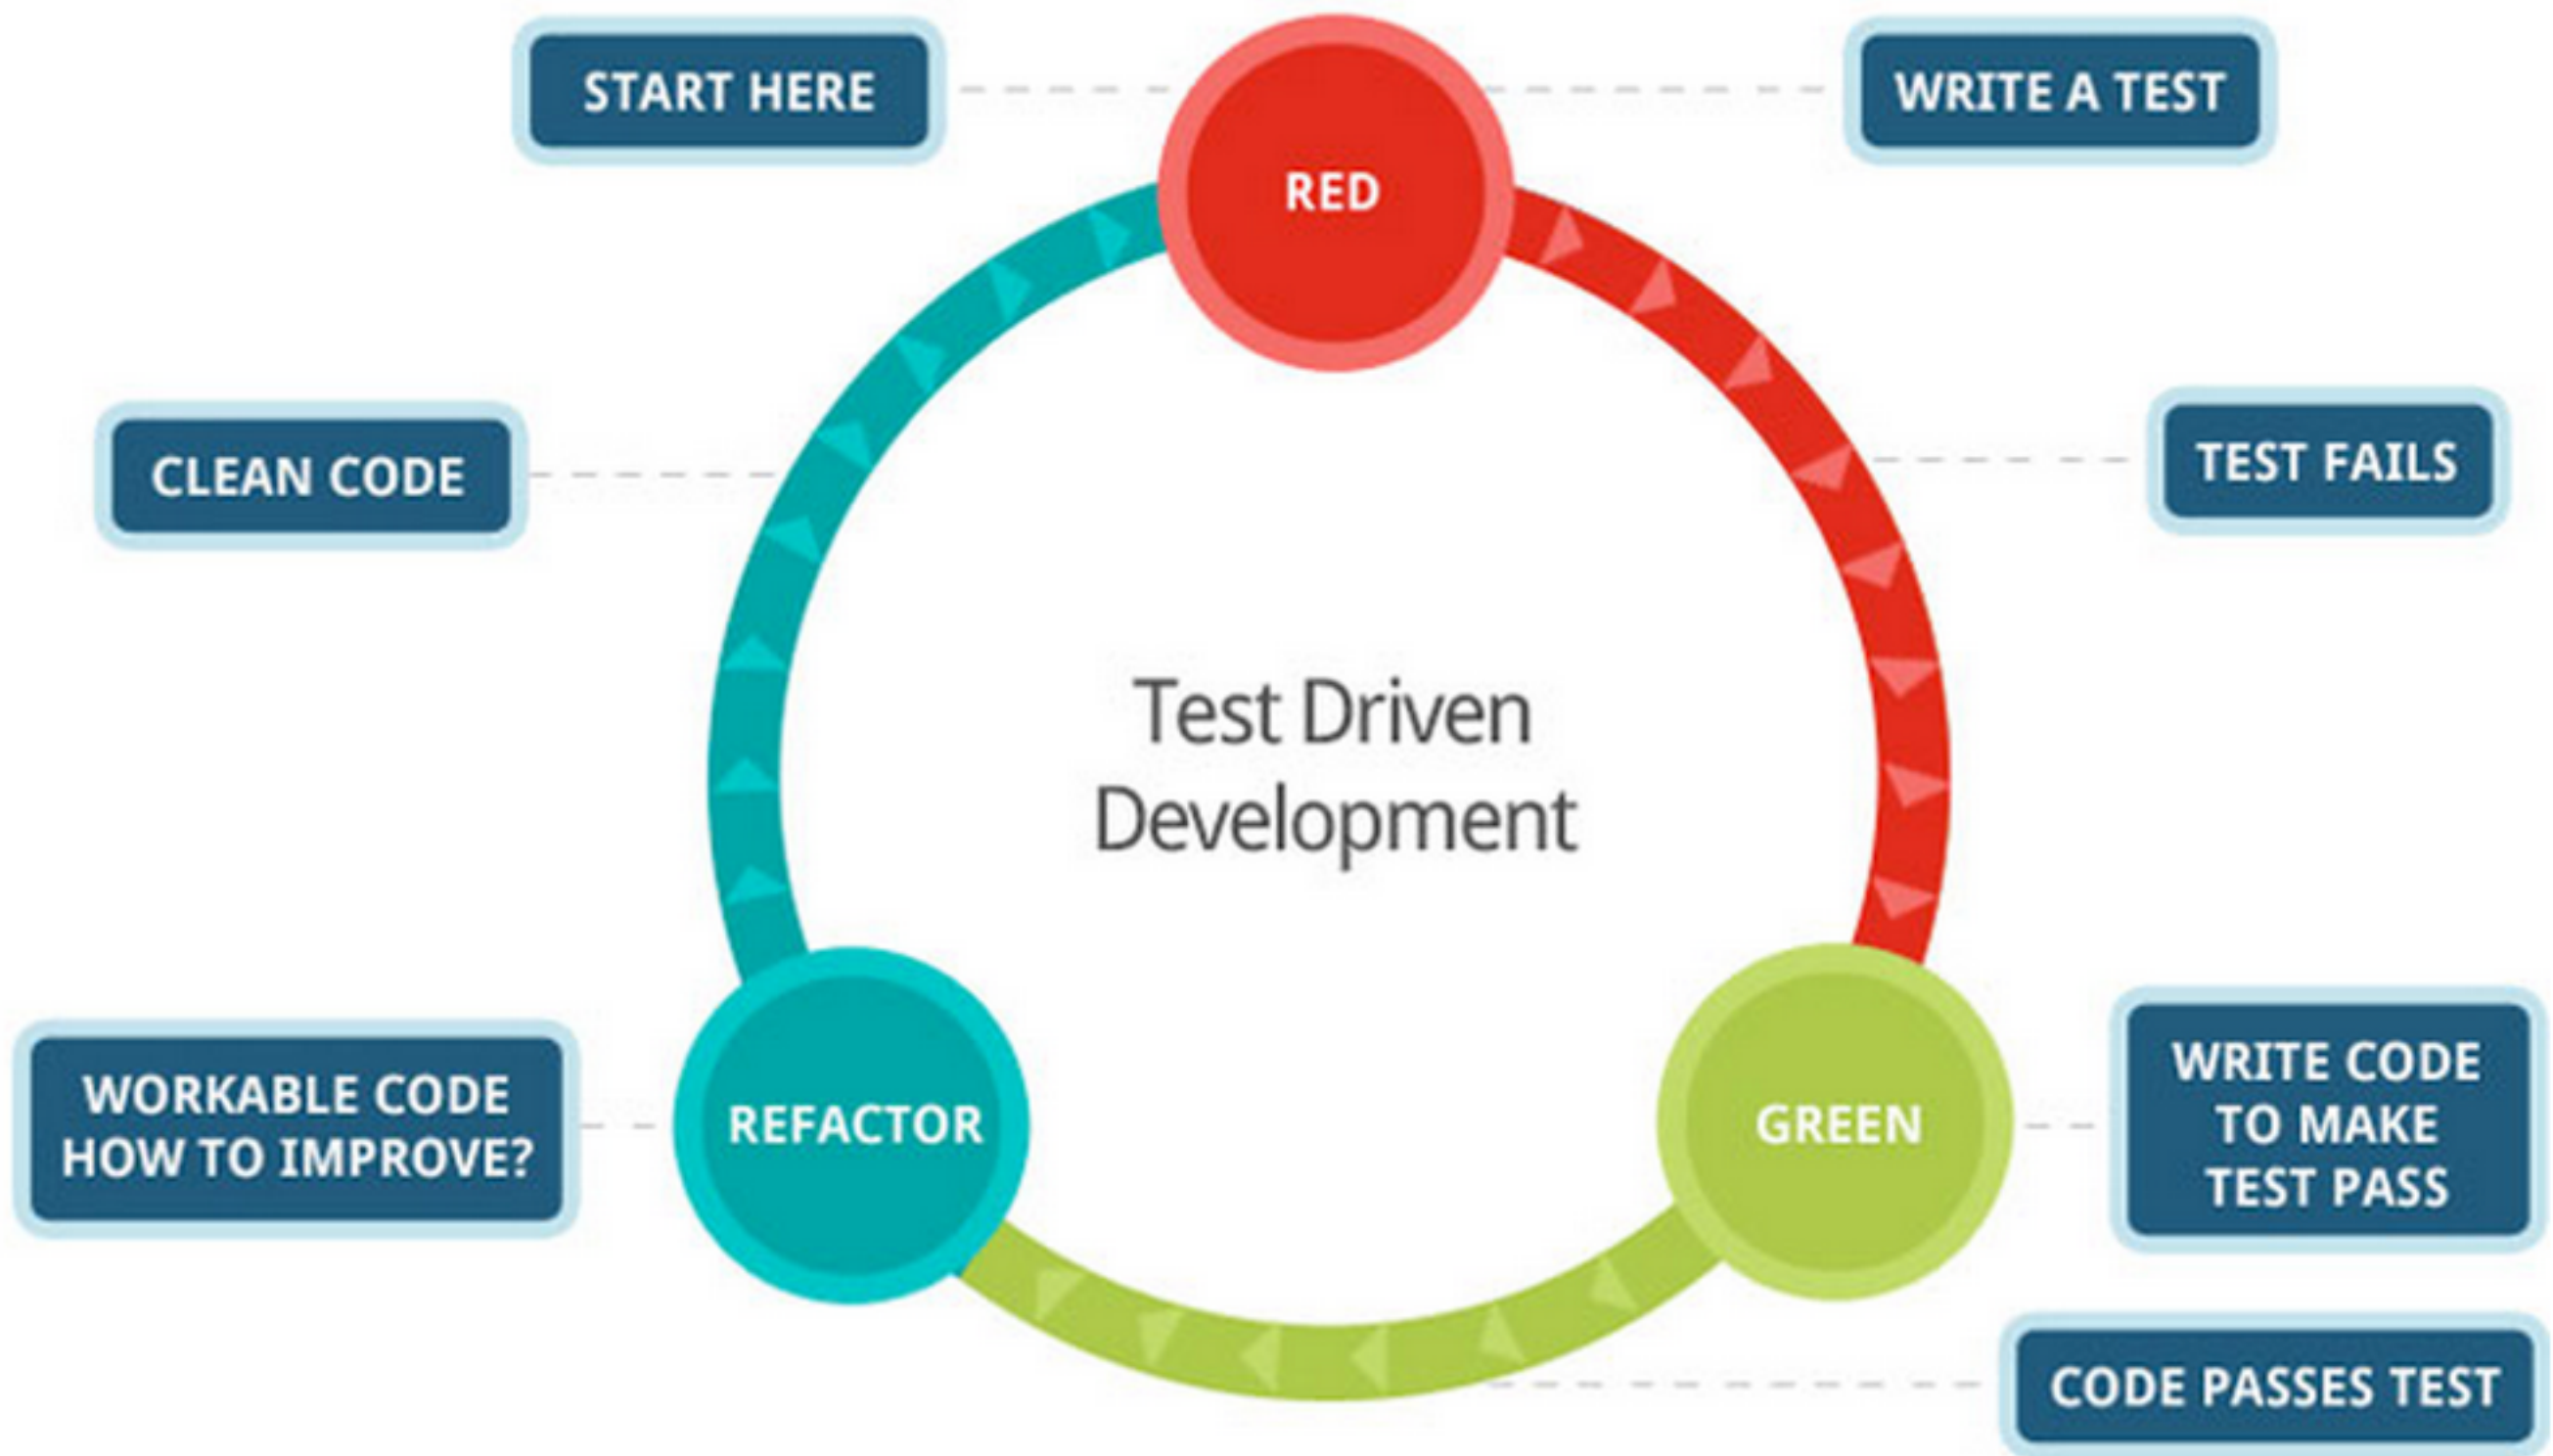 START HERE
RED
WRITE A TEST
CLEAN CODE
TEST FAILS
Test Driven
Development
WORKABLE CODE
HOW TO IMPROVE?
REFACTOR
GREEN
WRITE CODE
TO MAKE
TEST PASS
CODE PASSES TEST